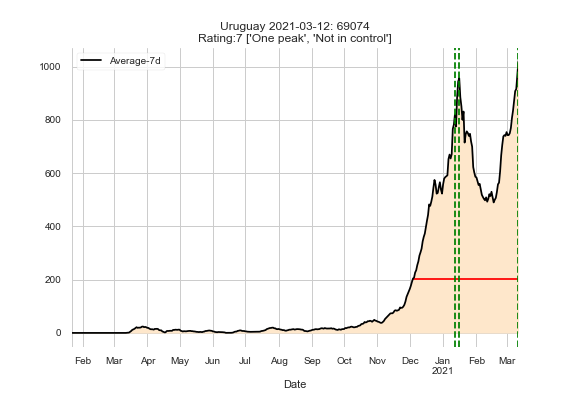 Uruguay 2021-03-12: 69074
Rating:7 ['One peak', 'Not in control']
Average-7d
1000
800
600
400
200
0
Feb Mar Apr May Jun Jul Aug Sep Oct Nov Dec Jan Feb Mar
2021
Date